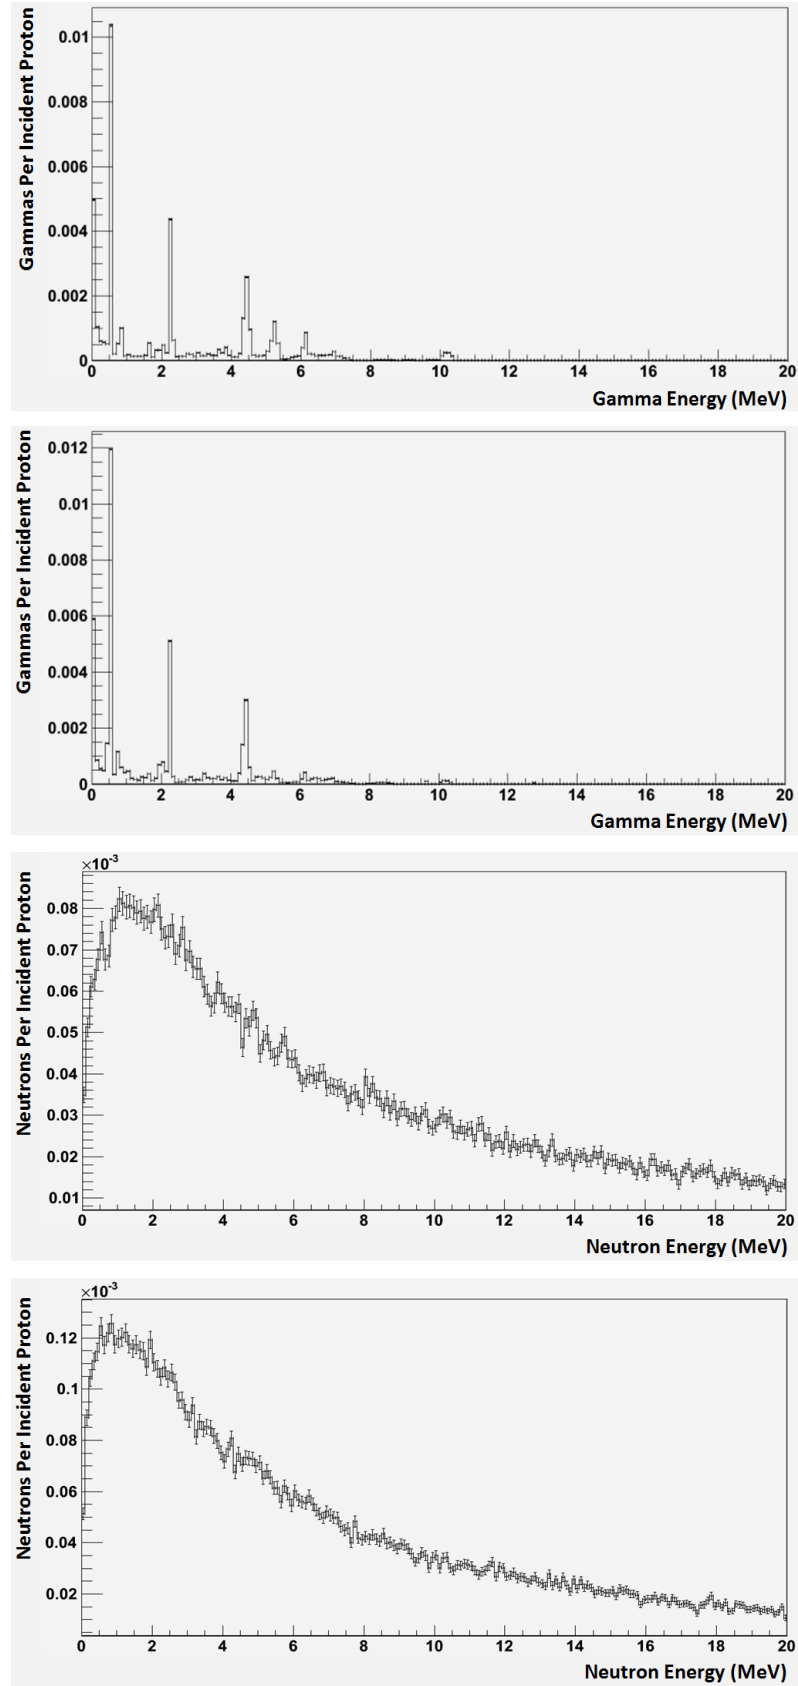 Gammas Per Incident Proton
0.01
0.008
0.006
0.004
0.002
0
0 2 4 6 8 10 12 14 16 18 20
Gamma Energy (MeV)
Gammas Per Incident Proton
0.012
0.01
0.008
0.006
0.004
0.002
0
0 2 4 6 8 10 12 14 16 18 20
Gamma Energy (MeV)
×10⁻³
Neutrons Per Incident Proton
0.08
0.07
0.06
0.05
0.04
0.03
0.02
0.01
0 2 4 6 8 10 12 14 16 18 20
Neutron Energy (MeV)
×10⁻³
Neutrons Per Incident Proton
0.12
0.1
0.08
0.06
0.04
0.02
0 2 4 6 8 10 12 14 16 18 20
Neutron Energy (MeV)